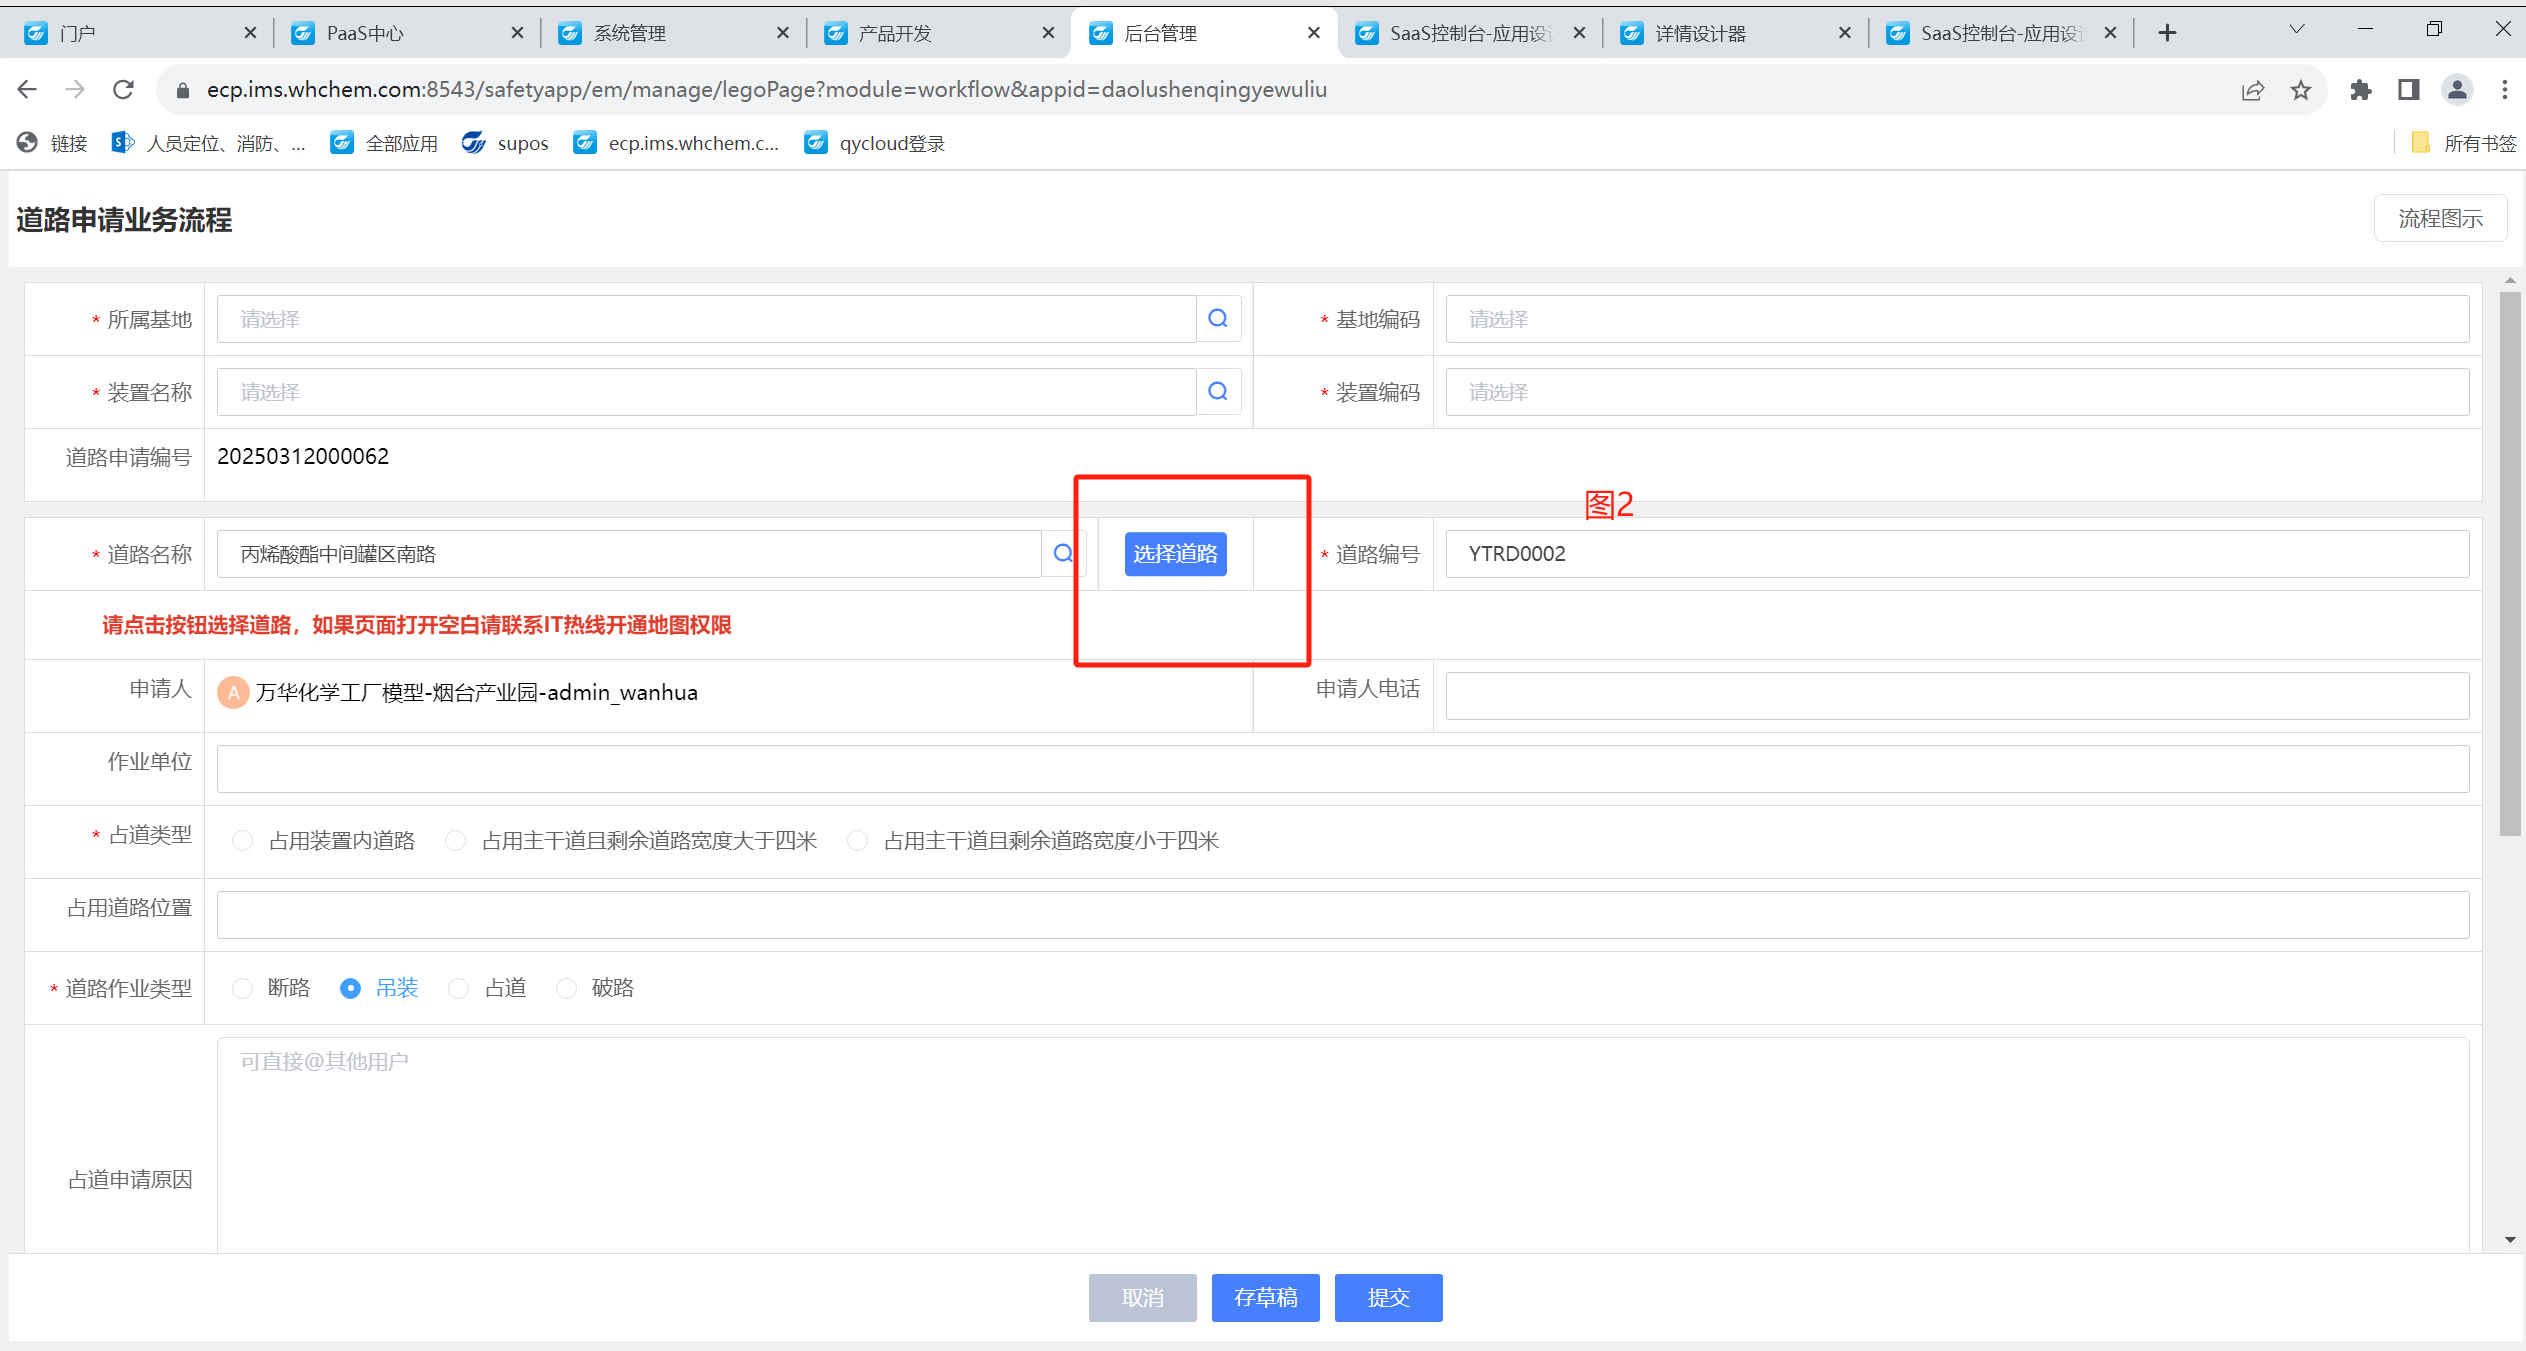 门户
PaaS中心
系统管理
产品开发
后台管理
SaaS控制台-应用设
详情设计器
SaaS控制台-应用设
ecp.ims.whchem.com:8543/safetyapp/em/manage/legoPage?module=workflow&appid=daolushenqingyewuliu
链接
人员定位、消防、...
全部应用
supos
ecp.ims.whchem.c...
qycloud登录
所有书签
道路申请业务流程
流程图示
* 所属基地 请选择
* 基地编码 请选择
* 装置名称 请选择
* 装置编码 请选择
道路申请编号 20250312000062
图2
* 道路名称 丙烯酸酯中间罐区南路
选择道路
* 道路编号 YTRD0002
请点击按钮选择道路，如果页面打开空白请联系IT热线开通地图权限
申请人 A 万华化学工厂模型-烟台产业园-admin_wanhua
申请人电话
作业单位
* 占道类型 占用装置内道路 占用主干道且剩余道路宽度大于四米 占用主干道且剩余道路宽度小于四米
占用道路位置
* 道路作业类型 断路 吊装 占道 破路
可直接@其他用户
占道申请原因
取消
存草稿
提交